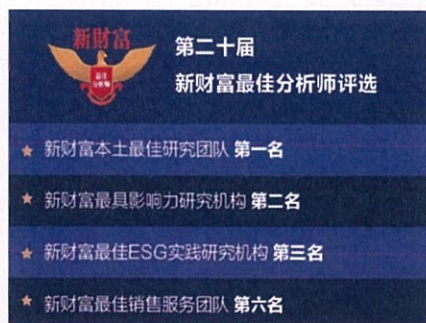 新財富
第二十届
新财富最佳分析师评选
新财富本土最佳研究团队 第一名
新财富最具影响力研究机构 第二名
新财富最佳ESG实践研究机构 第三名
新财富最佳销售服务团队 第六名